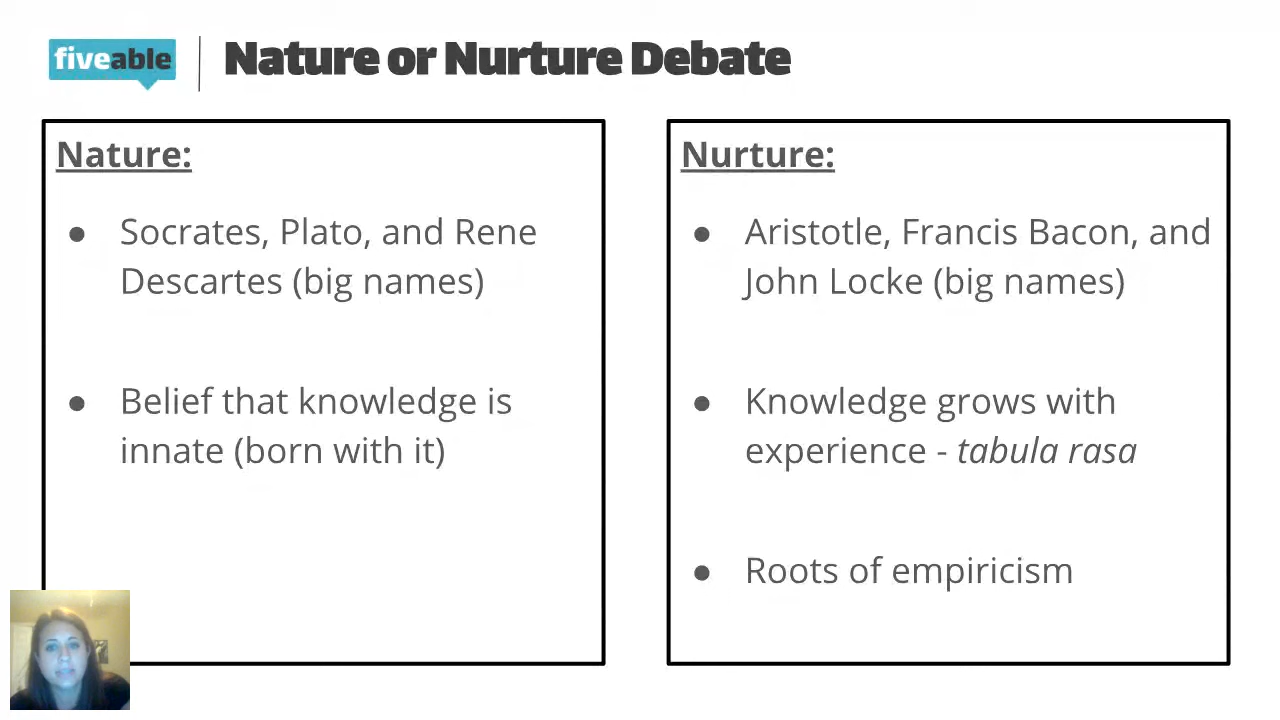 fiveable
Nature or Nurture Debate
Nature:
● Socrates, Plato, and Rene
Descartes (big names)
● Belief that knowledge is
innate (born with it)
Nurture:
● Aristotle, Francis Bacon, and
John Locke (big names)
● Knowledge grows with
experience - tabula rasa
● Roots of empiricism